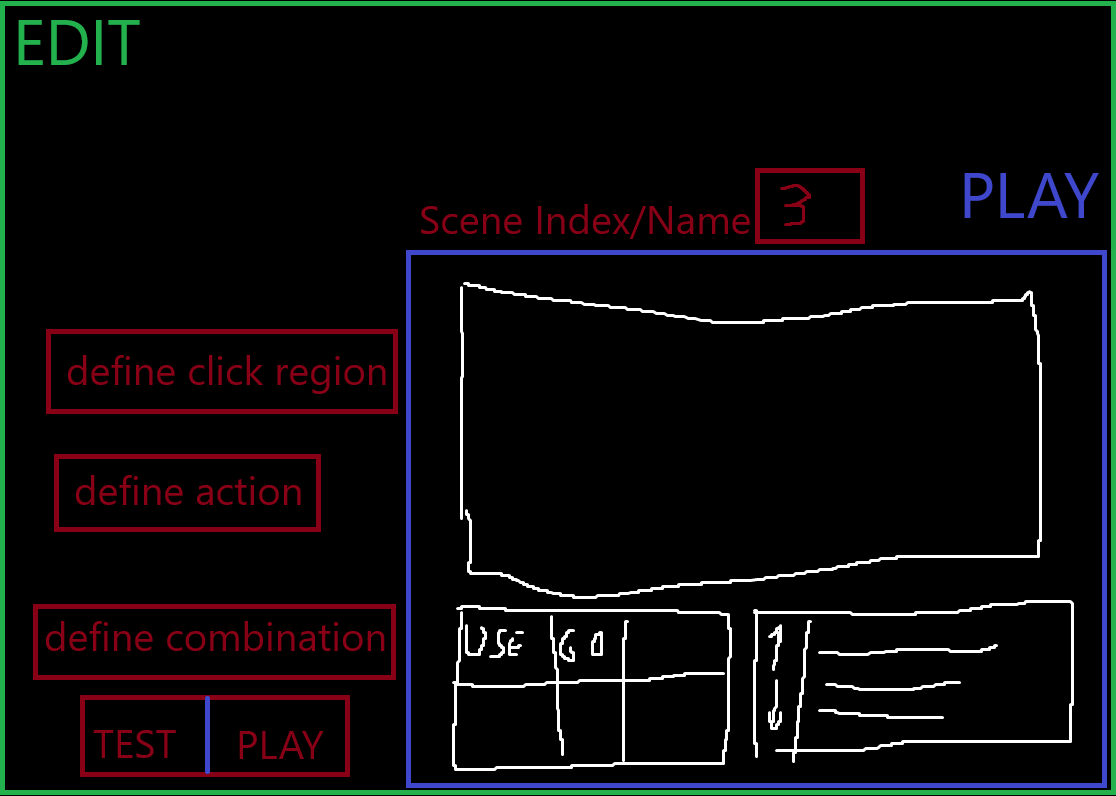 EDIT
PLAY
Scene Index/Name 3
define click region
define action
define combination
USE GO
TEST PLAY